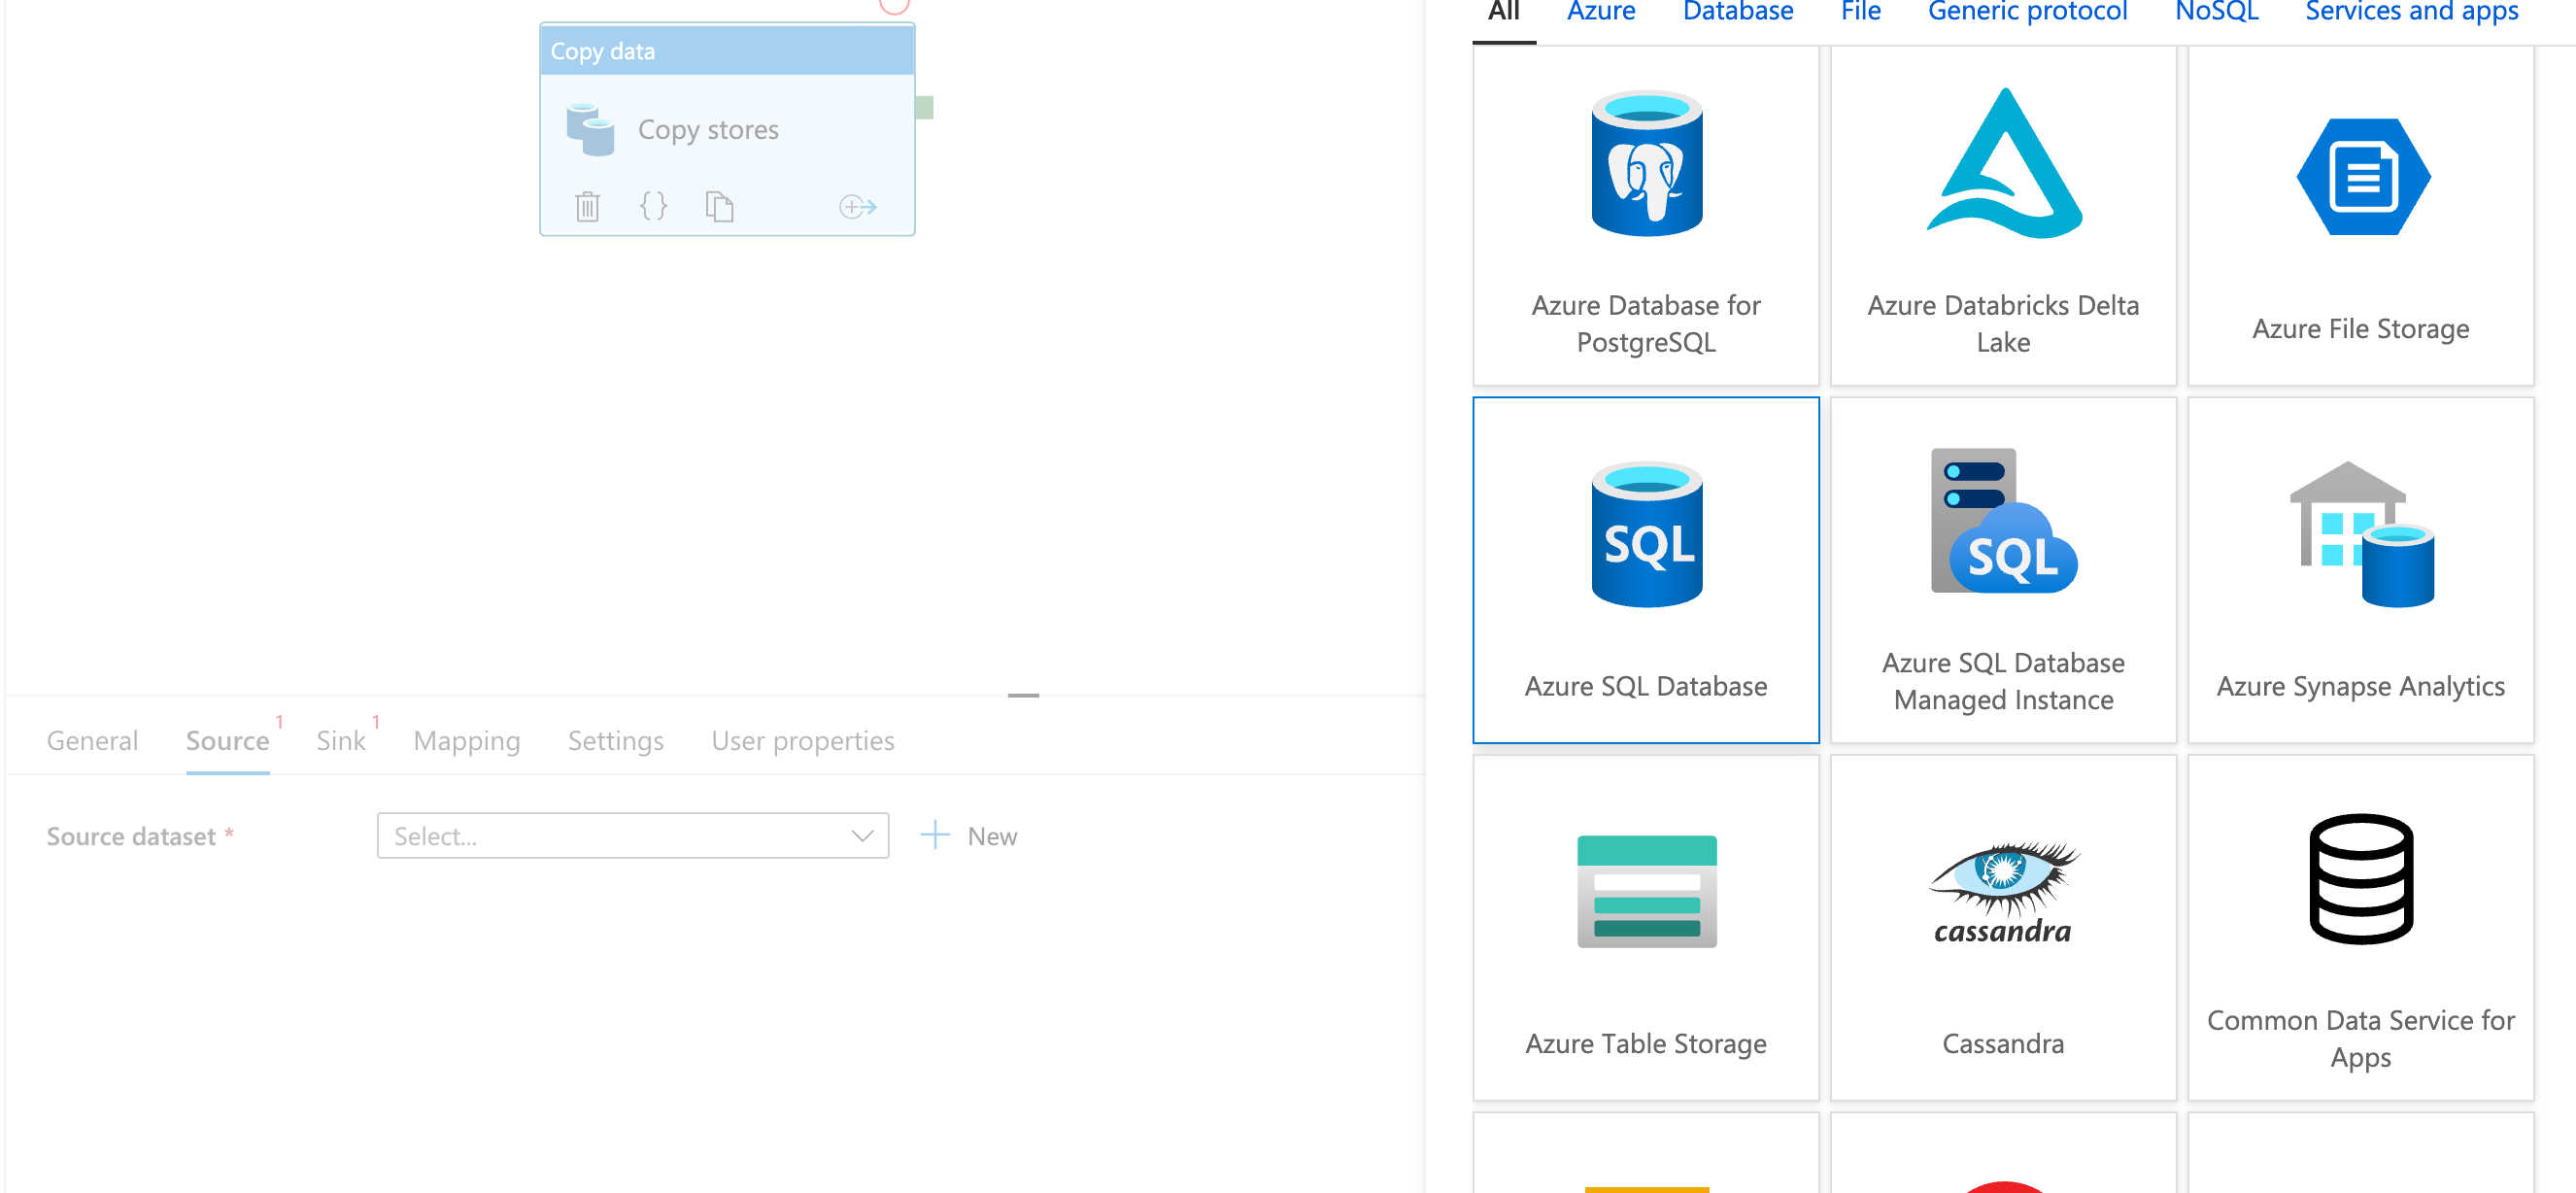 All Azure Database File Generic protocol NoSQL Services and apps
Copy data
Copy stores
Azure Database for
PostgreSQL
Azure Databricks Delta
Lake
Azure File Storage
SQL
Azure SQL Database
SQL
Azure SQL Database
Managed Instance
Azure Synapse Analytics
General Source 1 Sink 1 Mapping Settings User properties
Source dataset * Select... New
Azure Table Storage
cassandra
Cassandra
Common Data Service for
Apps